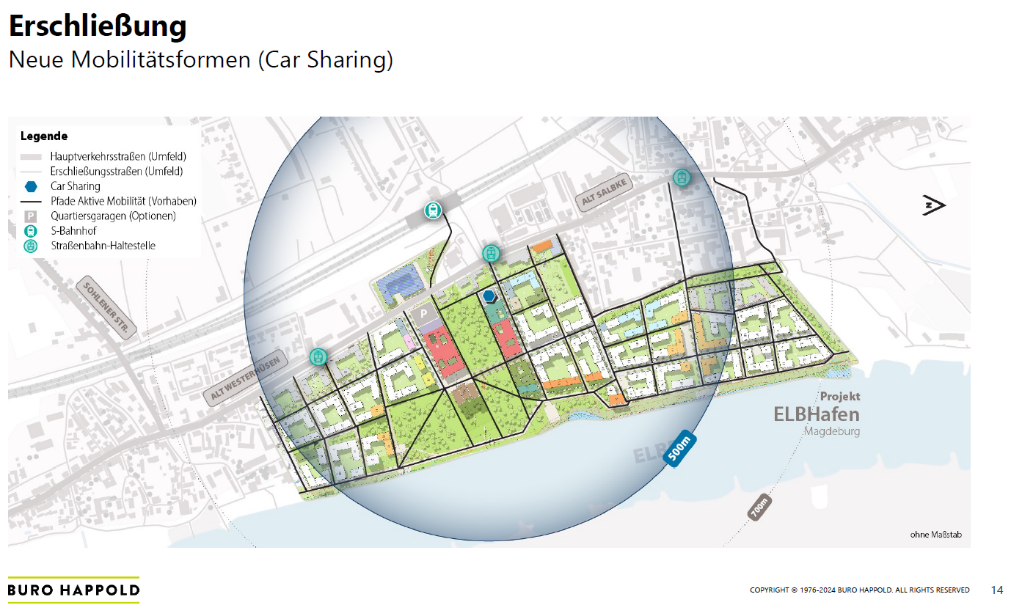 Erschließung
Neue Mobilitätsformen (Car Sharing)
Legende
Hauptverkehrsstraßen (Umfeld)
Erschließungsstraßen (Umfeld)
Car Sharing
Pfade Aktive Mobilität (Vorhaben)
P Quartiersgaragen (Optionen)
S-Bahnhof
Straßenbahn-Haltestelle
ALT SALBKE
N
SOHLENER STR.
P
ALT WESTERHÜSEN
Projekt
ELBHafen
Magdeburg
ELB
500m
700m
ohne Maßstab
BURO HAPPOLD
COPYRIGHT © 1976-2024 BURO HAPPOLD. ALL RIGHTS RESERVED
14